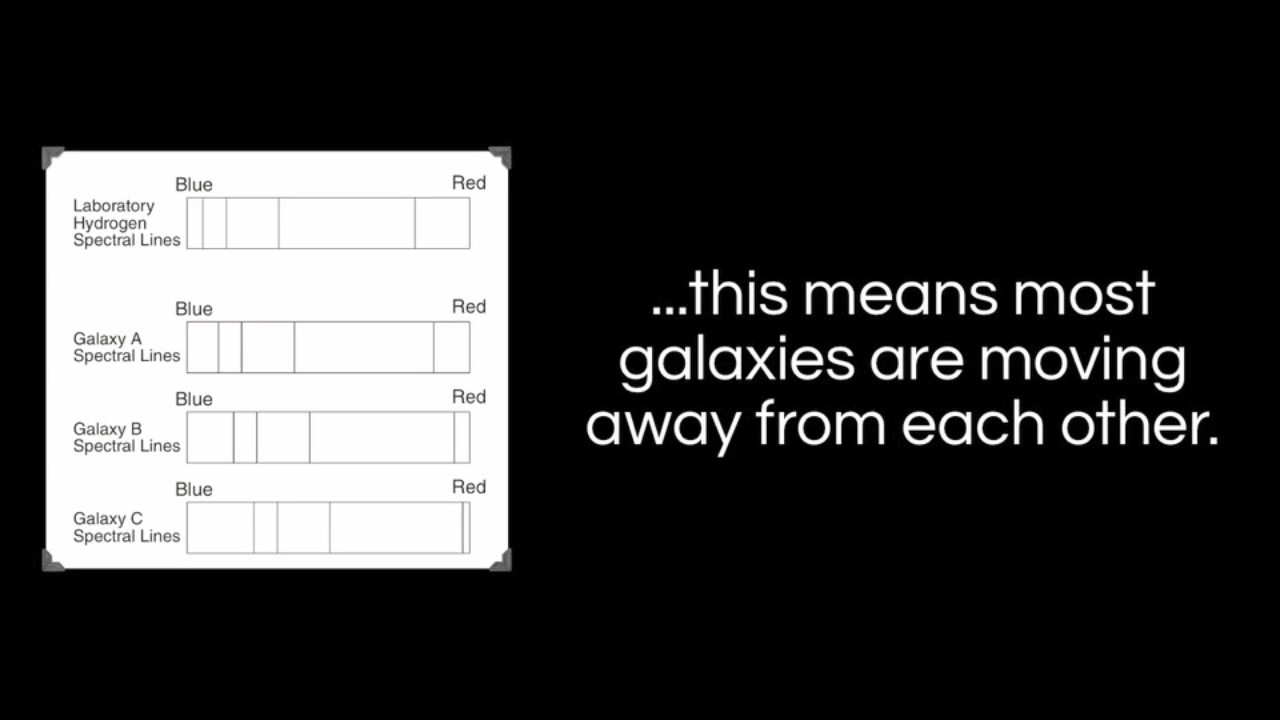 Blue Red
Laboratory
Hydrogen
Spectral Lines
Blue Red
Galaxy A
Spectral Lines
Blue Red
Galaxy B
Spectral Lines
Blue Red
Galaxy C
Spectral Lines
...this means most
galaxies are moving
away from each other.